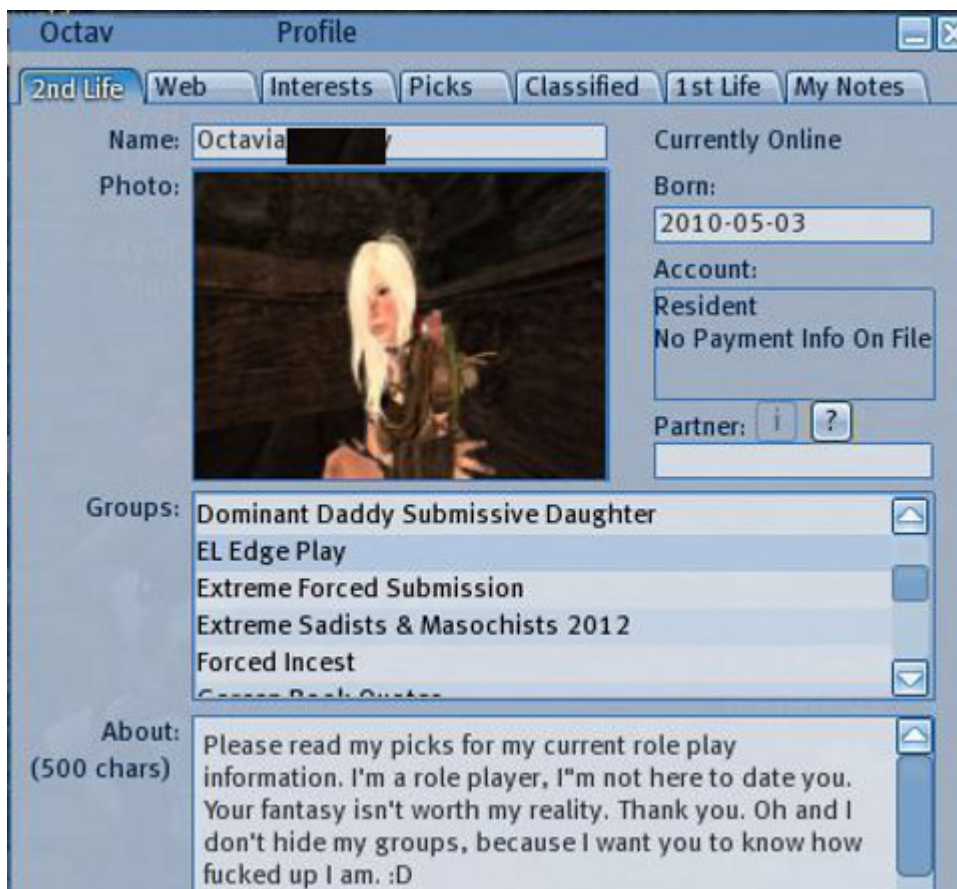 Octav Profile
2nd Life Web Interests Picks Classified 1st Life My Notes
Name: Octavia
Currently Online
Photo:
Born:
2010-05-03
Account:
Resident
No Payment Info On File
Partner: i ?
Groups: Dominant Daddy Submissive Daughter
EL Edge Play
Extreme Forced Submission
Extreme Sadists & Masochists 2012
Forced Incest
About:
(500 chars)
Please read my picks for my current role play
information. I'm a role player, I"m not here to date you.
Your fantasy isn't worth my reality. Thank you. Oh and I
don't hide my groups, because I want you to know how
fucked up I am. :D